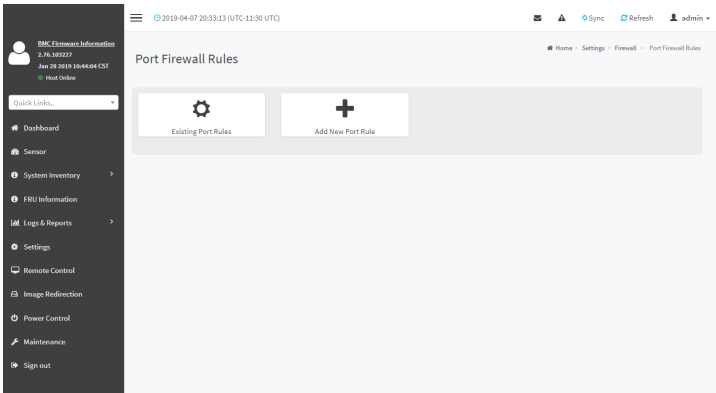 2019-04-07 20:33:13 (UTC-11:30 UTC)
Sync
Refresh
admin
BMC Firmware Information
2.76.103227
Jan 28 2019 10:44:04 CST
Host Online
Quick Links..
Dashboard
Sensor
System Inventory
FRU Information
Logs & Reports
Settings
Remote Control
Image Redirection
Power Control
Maintenance
Sign out
Port Firewall Rules
Home > Settings > Firewall > Port Firewall Rules
Existing Port Rules
Add New Port Rule